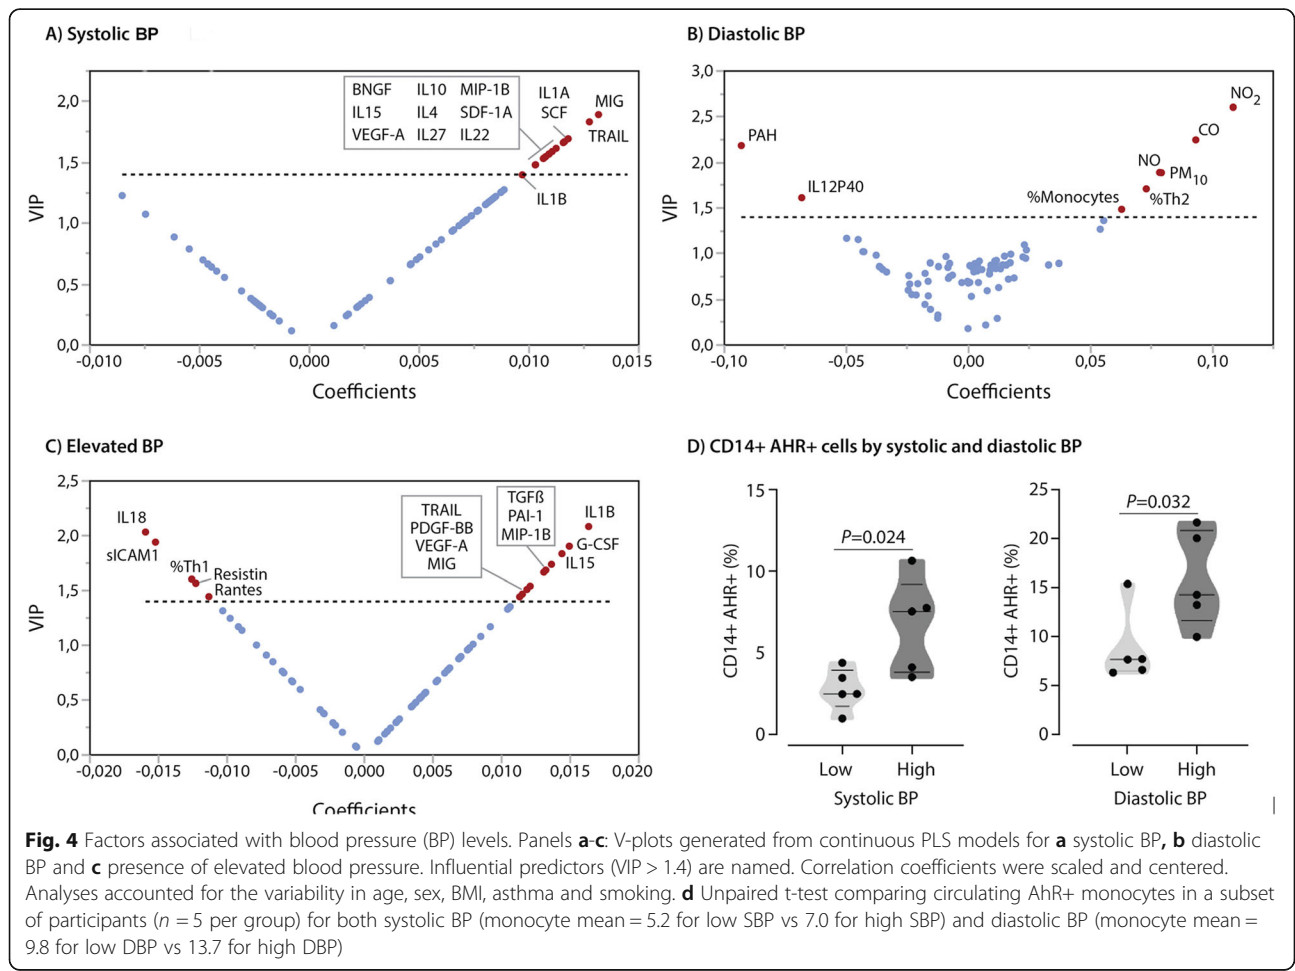 A) Systolic BP
VIP
2,0
1,5
1,0
0,5
0,0
BNGF IL10 MIP-1B
IL15 IL4 SDF-1A
VEGF-A IL27 IL22
IL1A
SCF
MIG
TRAIL
IL1B
-0,010 -0,005 0,000 0,005 0,010 0,015
Coefficients
B) Diastolic BP
VIP
3,0
2,5
2,0
1,5
1,0
0,5
0,0
PAH
IL12P40
NO2
CO
NO
PM10
%Monocytes
%Th2
-0,10 -0,05 0,00 0,05 0,10
Coefficients
C) Elevated BP
VIP
2,5
2,0
1,5
1,0
0,5
0,0
IL18
sICAM1
%Th1
Resistin
Rantes
TRAIL
PDGF-BB
VEGF-A
MIG
TGFß
PAI-1
MIP-1B
IL1B
G-CSF
IL15
-0,020 -0,015 -0,010 -0,005 0,000 0,005 0,010 0,015 0,020
Coefficients
D) CD14+ AHR+ cells by systolic and diastolic BP
CD14+ AHR+ (%)
15
10
5
0
P=0.024
Low High
Systolic BP
CD14+ AHR+ (%)
25
20
15
10
5
0
P=0.032
Low High
Diastolic BP
Fig. 4 Factors associated with blood pressure (BP) levels. Panels a-c: V-plots generated from continuous PLS models for a systolic BP, b diastolic
BP and c presence of elevated blood pressure. Influential predictors (VIP > 1.4) are named. Correlation coefficients were scaled and centered.
Analyses accounted for the variability in age, sex, BMI, asthma and smoking. d Unpaired t-test comparing circulating AhR+ monocytes in a subset
of participants (n = 5 per group) for both systolic BP (monocyte mean = 5.2 for low SBP vs 7.0 for high SBP) and diastolic BP (monocyte mean =
9.8 for low DBP vs 13.7 for high DBP)